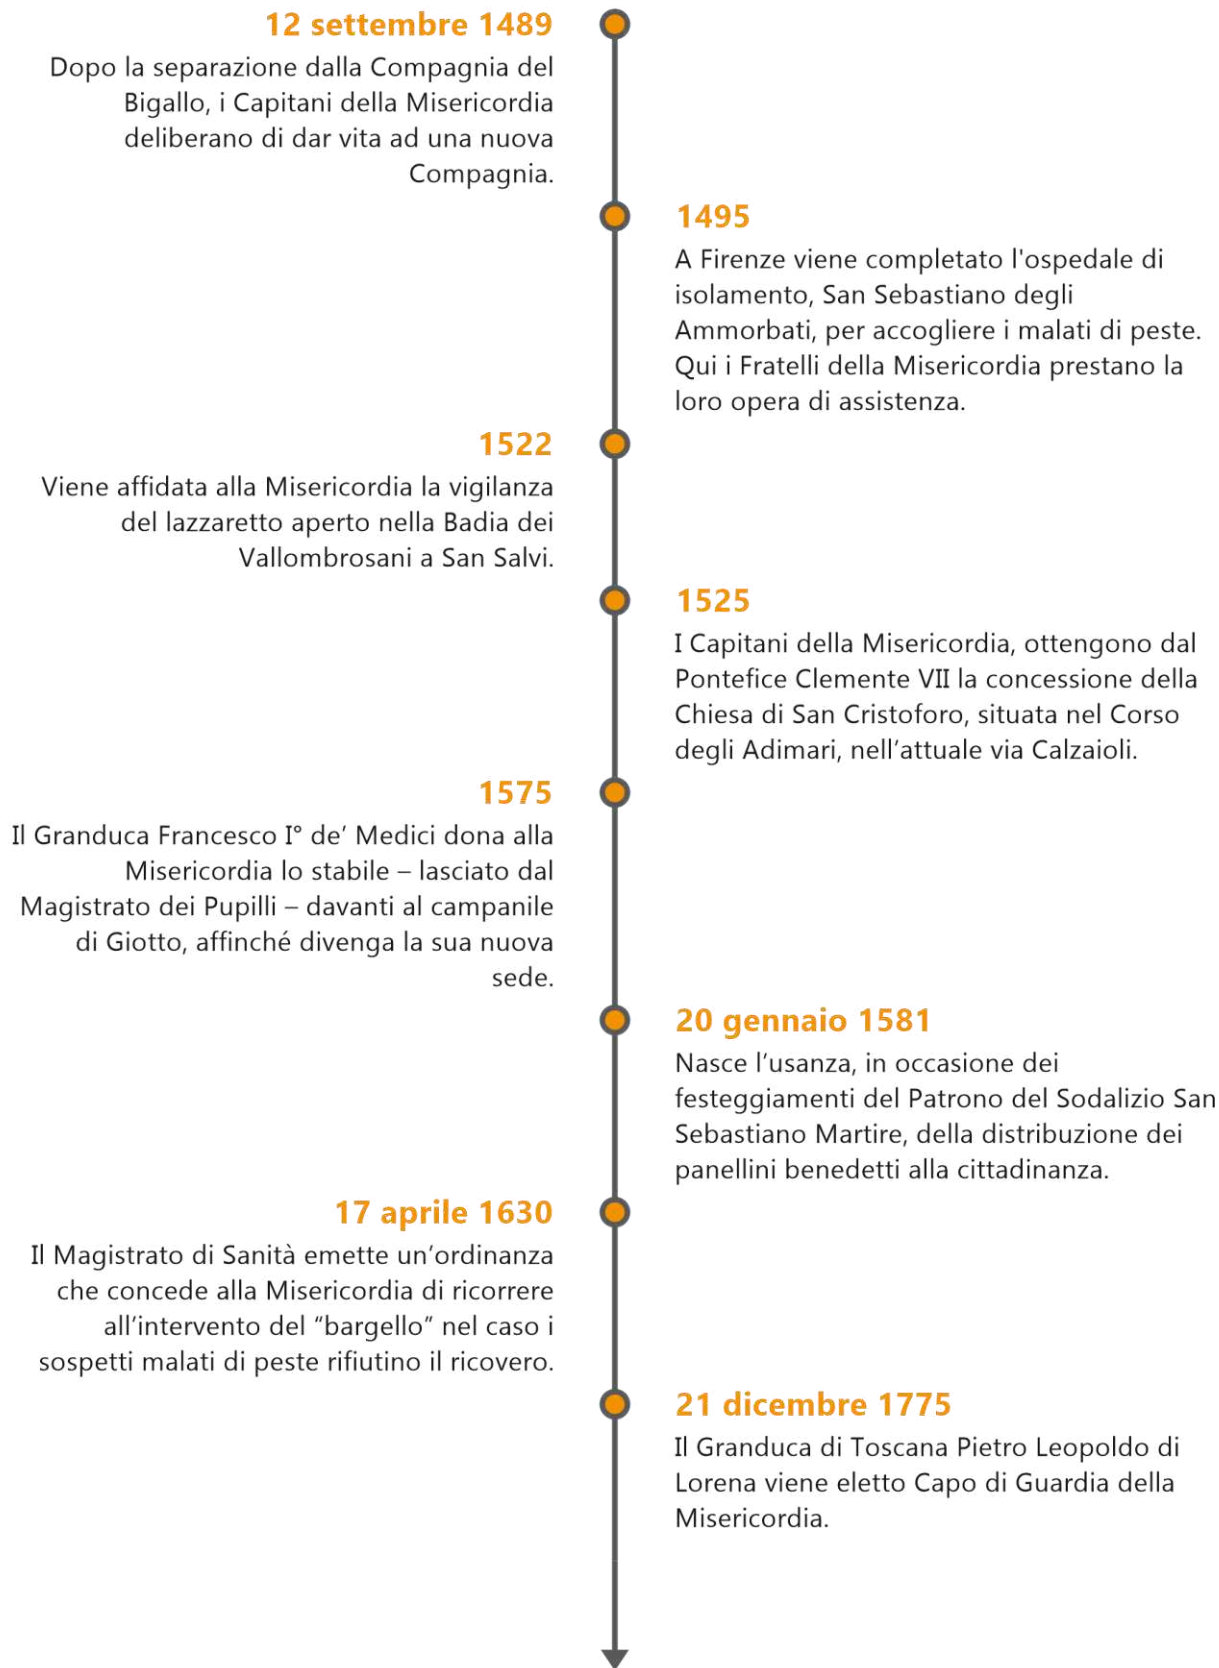 12 settembre 1489
Dopo la separazione dalla Compagnia del
Bigallo, i Capitani della Misericordia
deliberano di dar vita ad una nuova
Compagnia.
1495
A Firenze viene completato l'ospedale di
isolamento, San Sebastiano degli
Ammorbati, per accogliere i malati di peste.
Qui i Fratelli della Misericordia prestano la
loro opera di assistenza.
1522
Viene affidata alla Misericordia la vigilanza
del lazzaretto aperto nella Badia dei
Vallombrosani a San Salvi.
1525
I Capitani della Misericordia, ottengono dal
Pontefice Clemente VII la concessione della
Chiesa di San Cristoforo, situata nel Corso
degli Adimari, nell’attuale via Calzaioli.
1575
Il Granduca Francesco I° de’ Medici dona alla
Misericordia lo stabile – lasciato dal
Magistrato dei Pupilli – davanti al campanile
di Giotto, affinché divenga la sua nuova
sede.
20 gennaio 1581
Nasce l’usanza, in occasione dei
festeggiamenti del Patrono del Sodalizio San
Sebastiano Martire, della distribuzione dei
panellini benedetti alla cittadinanza.
17 aprile 1630
Il Magistrato di Sanità emette un’ordinanza
che concede alla Misericordia di ricorrere
all’intervento del “bargello” nel caso i
sospetti malati di peste rifiutino il ricovero.
21 dicembre 1775
Il Granduca di Toscana Pietro Leopoldo di
Lorena viene eletto Capo di Guardia della
Misericordia.